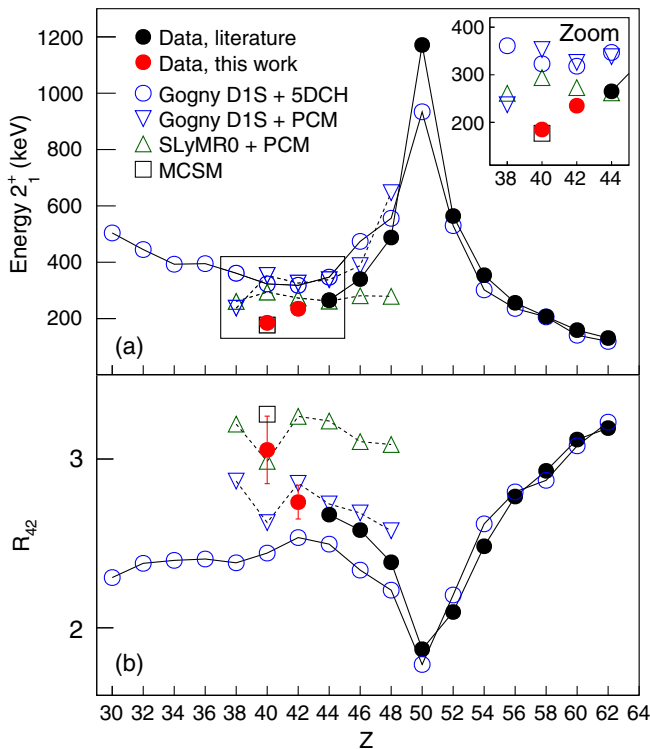 1200
1000
800
600
400
200
Energy 2₁⁺ (keV)
Data, literature
Data, this work
Gogny D1S + 5DCH
Gogny D1S + PCM
SLyMR0 + PCM
MCSM
Zoom
400
300
200
38 40 42 44
(a)
3
2
R₄₂
(b)
30 32 34 36 38 40 42 44 46 48 50 52 54 56 58 60 62 64
Z